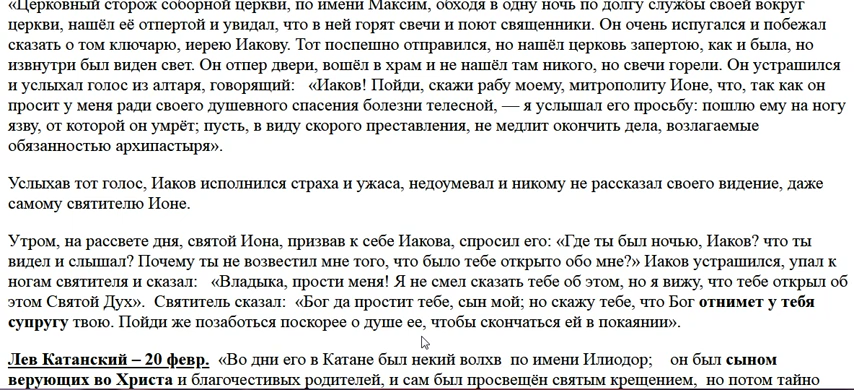 «Церковный сторож соборной церкви, по имени Максим, обходя в одну ночь по долгу службы своей вокруг
церкви, нашёл её отпертой и увидал, что в ней горят свечи и поют священники. Он очень испугался и побежал
сказать о том ключарю, иерею Иакову. Тот поспешно отправился, но нашёл церковь запертою, как и была, но
извнутри был виден свет. Он отпер двери, вошёл в храм и не нашёл там никого, но свечи горели. Он устрашился
и услыхал голос из алтаря, говорящий:   «Иаков! Пойди, скажи рабу моему, митрополиту Ионе, что, так как он
просит у меня ради своего душевного спасения болезни телесной, — я услышал его просьбу: пошлю ему на ногу
язву, от которой он умрёт; пусть, в виду скорого преставления, не медлит окончить дела, возлагаемые
обязанностью архипастыря».
Услыхав тот голос, Иаков исполнился страха и ужаса, недоумевал и никому не рассказал своего видение, даже
самому святителю Ионе.
Утром, на рассвете дня, святой Иона, призвав к себе Иакова, спросил его: «Где ты был ночью, Иаков? что ты
видел и слышал? Почему ты не возвестил мне того, что было тебе открыто обо мне?» Иаков устрашился, упал к
ногам святителя и сказал:   «Владыка, прости меня! Я не смел сказать тебе об этом, но я вижу, что тебе открыл об
этом Святой Дух».  Святитель сказал:  «Бог да простит тебе, сын мой; но скажу тебе, что Бог отнимет у тебя
супругу твою. Пойди же позаботься поскорее о душе ее, чтобы скончаться ей в покаянии».
Лев Катанский – 20 февр.  «Во дни его в Катане был некий волхв  по имени Илиодор;    он был сыном
верующих во Христа и благочестивых родителей, и сам был просвещён святым крещением,  но потом тайно